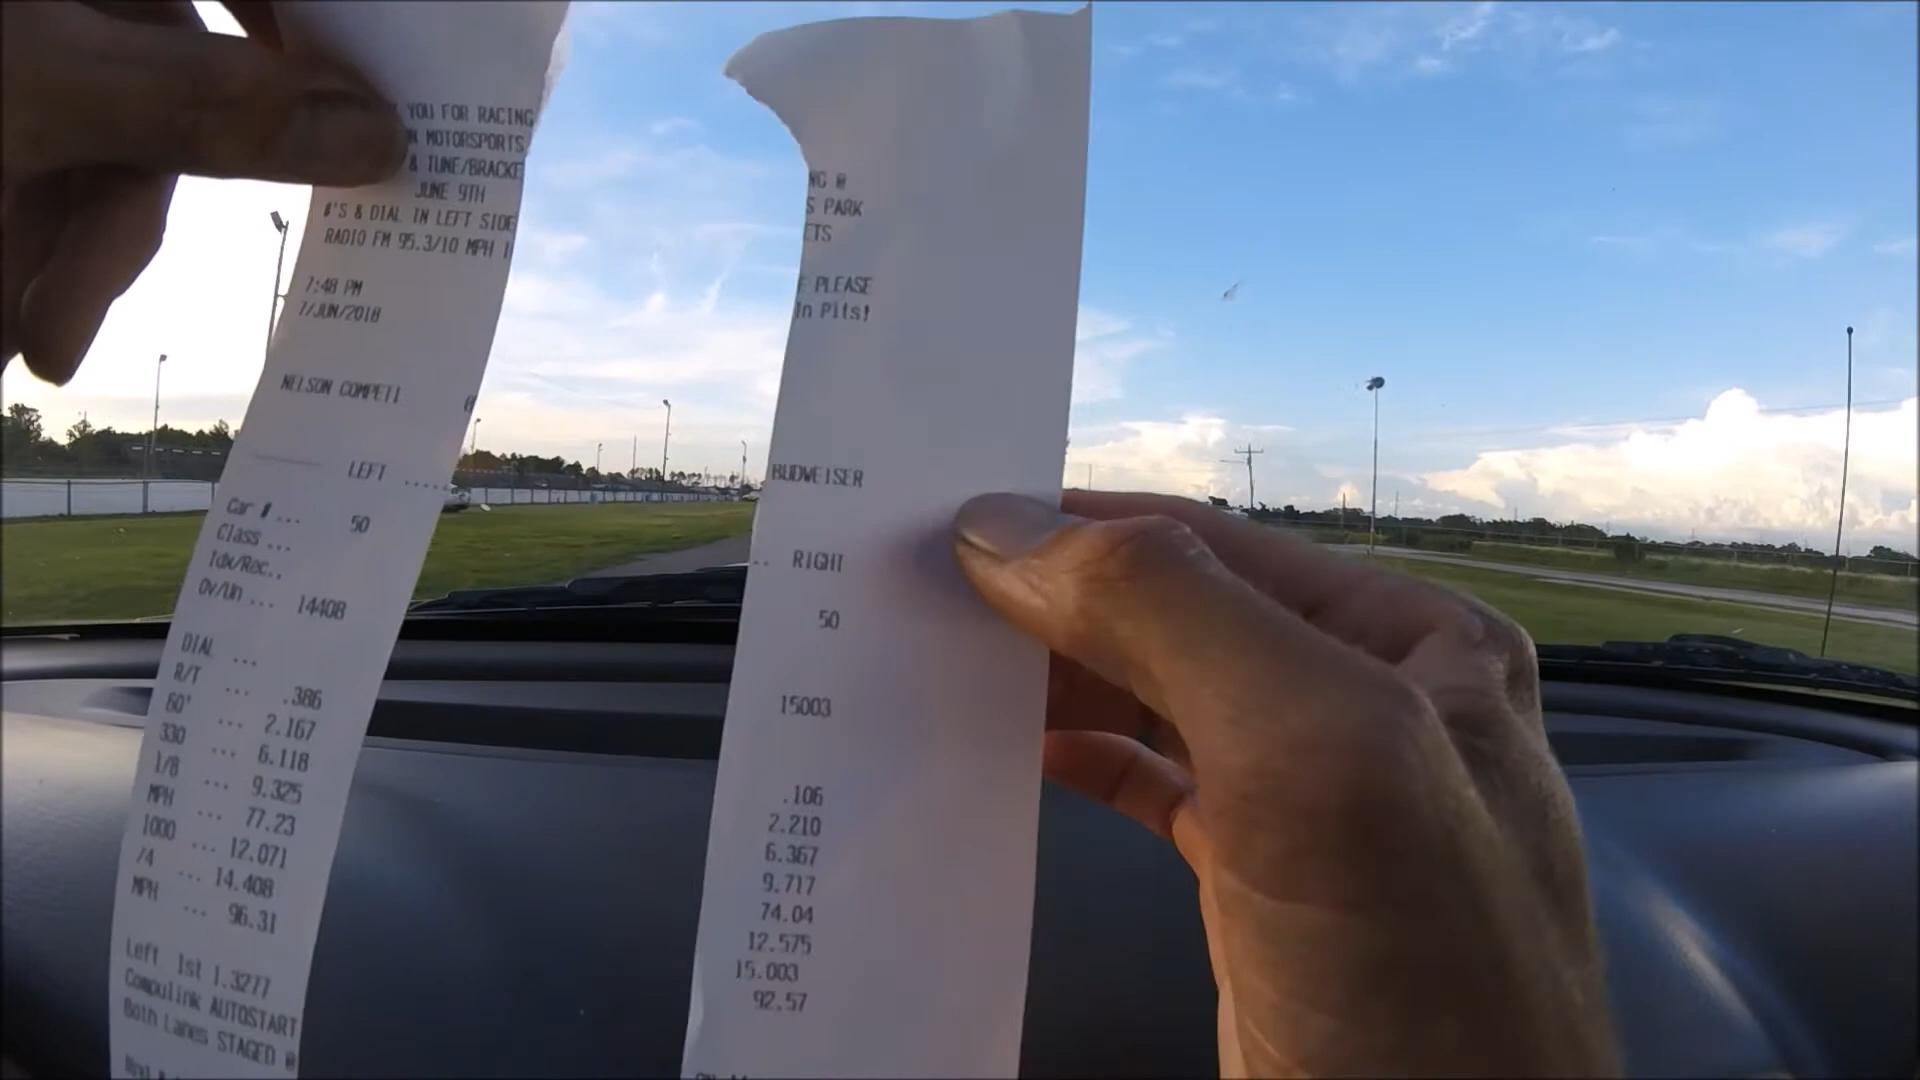 YOU FOR RACING
MOTORSPORTS
& TUNE/BRACKE
JUNE 9TH
#'S & DIAL IN LEFT SIDE
RADIO FM 95.3/10 MPH
7:48 PM
7/JUN/2018
NELSON COMPETI
LEFT .....
Car # ... 50
Class ...
Idx/Rec..
Ov/Un ... 14408
DIAL ...
R/T ... .386
60' ... 2.167
330 ... 6.118
1/8 ... 9.325
MPH ... 77.23
1000 ... 12.071
/4 ... 14.408
MPH ... 96.31
Left 1st 1.3277
Compulink AUTOSTART
Both Lanes STAGED @
NG @
S PARK
ETS
E PLEASE
In Pits!
BUDWEISER
.. RIGHT
50
15003
.106
2.210
6.367
9.717
74.04
12.575
15.003
92.57